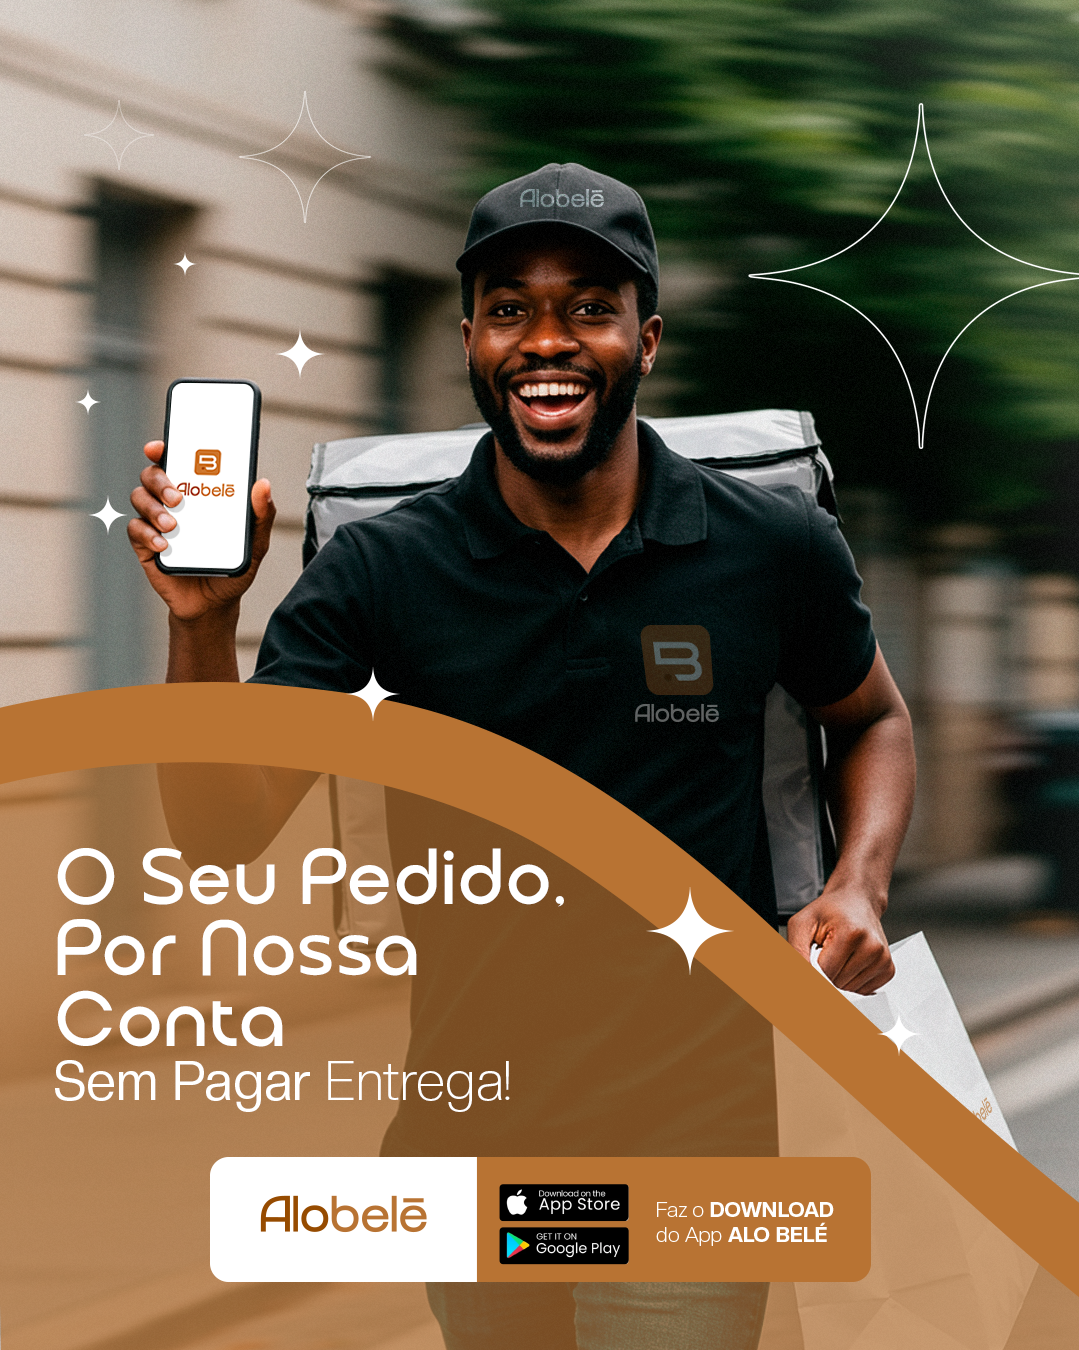 Alobelē
Alobelē
Alobelē
O Seu Pedido,
Por Nossa
Conta
Sem Pagar Entrega!
Alobelē
Download on the
App Store
GET IT ON
Google Play
Faz o DOWNLOAD
do App ALO BELÉ